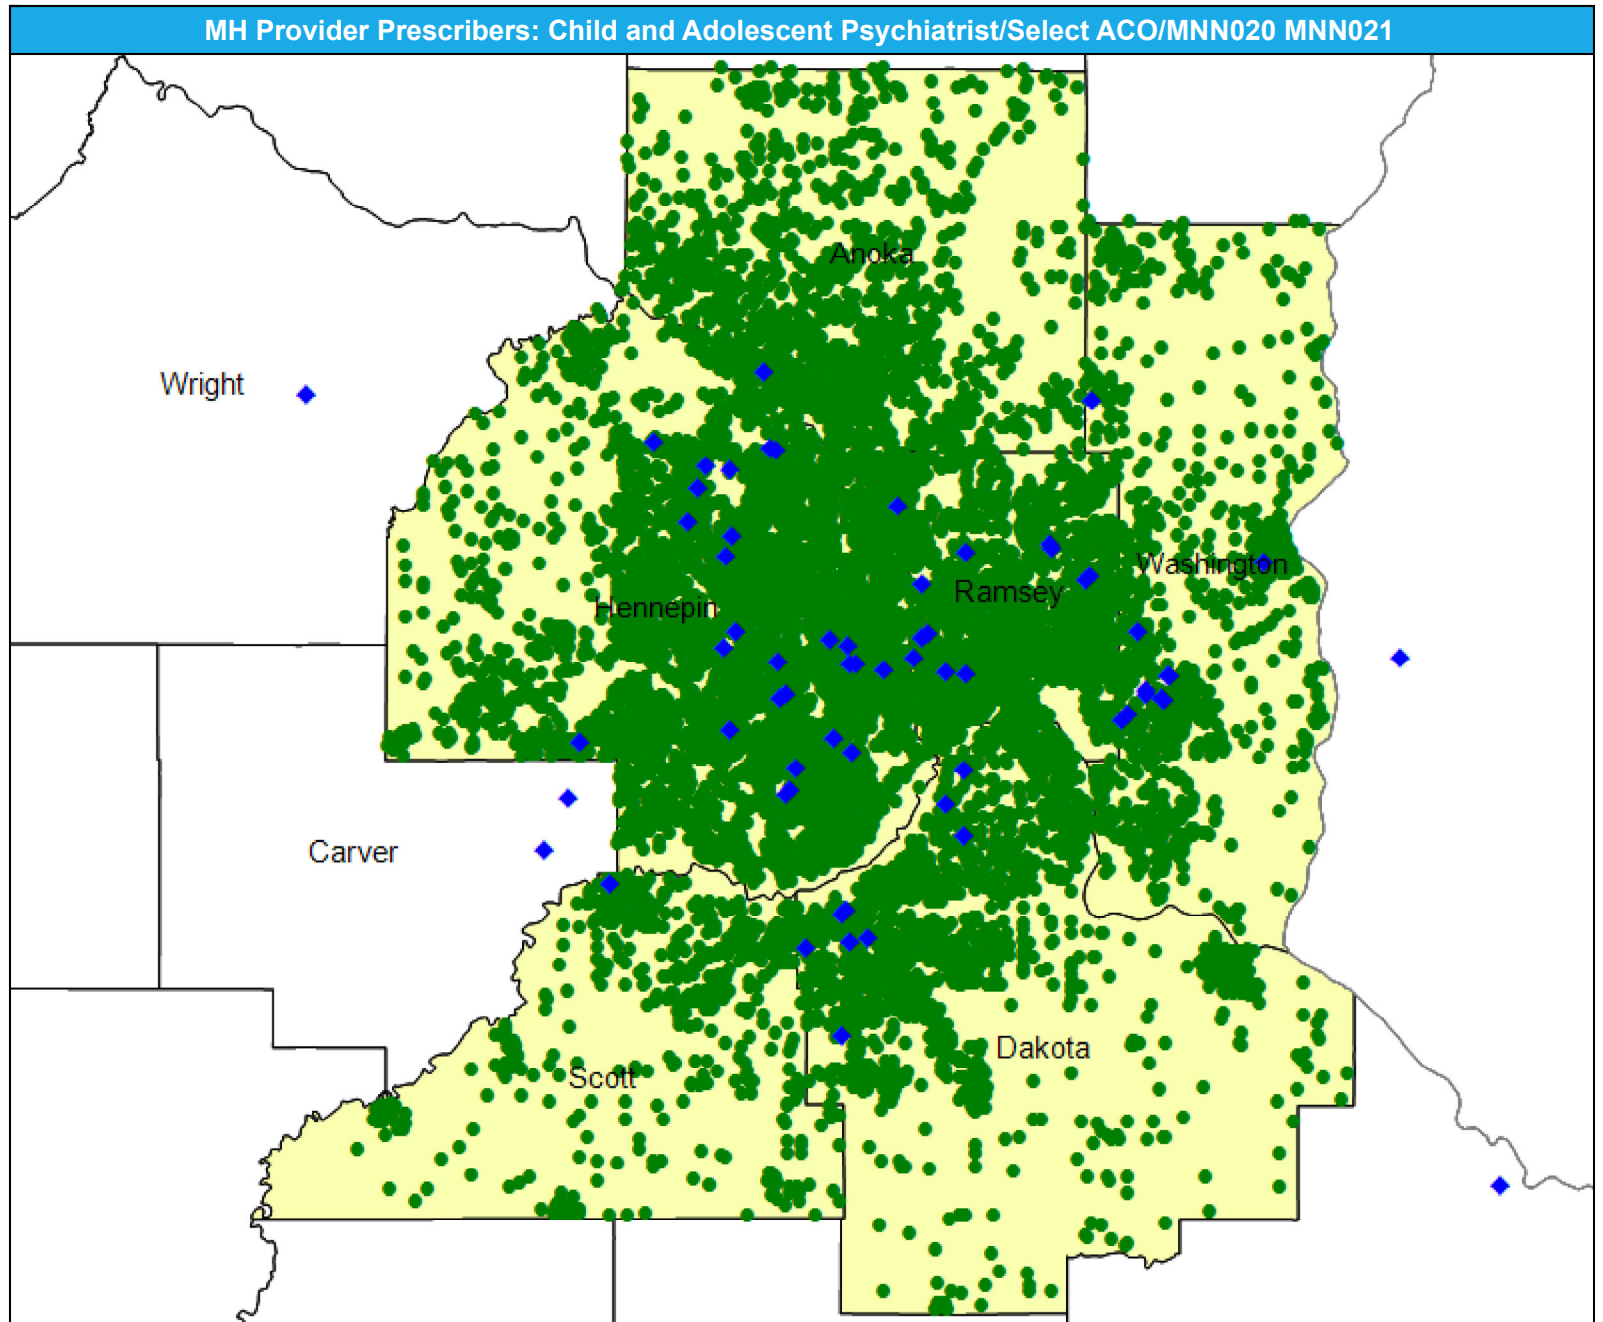 MH Provider Prescribers: Child and Adolescent Psychiatrist/Select ACO/MNN020 MNN021
Anoka
Wright
Washington
Ramsey
Hennepin
Carver
Dakota
Scott